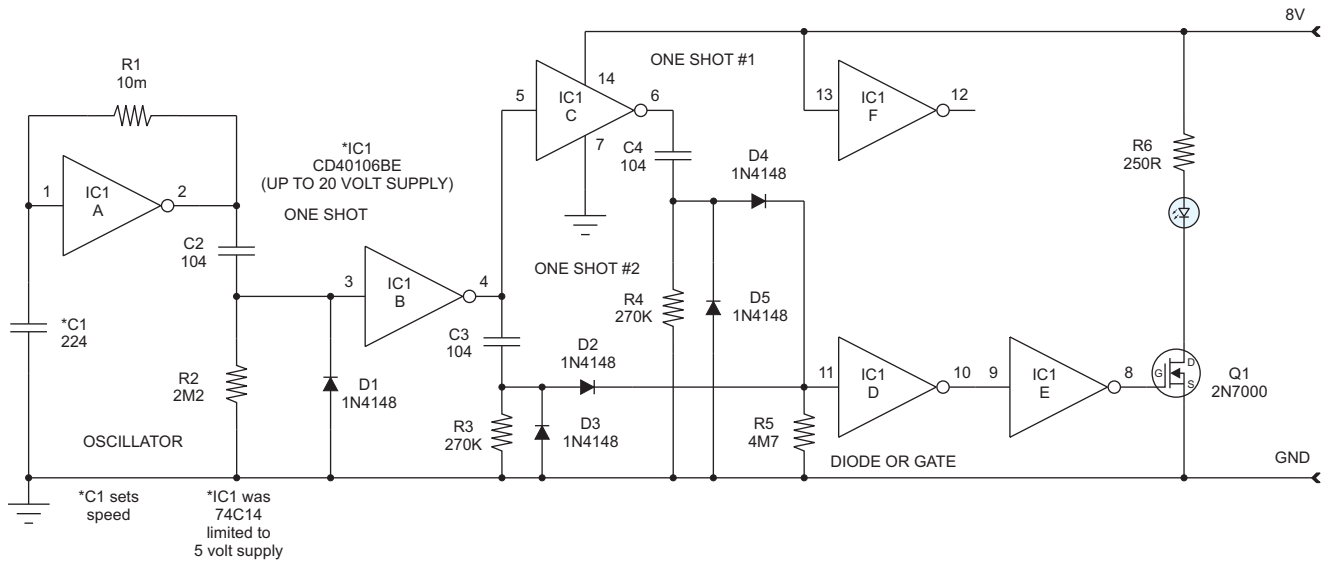 8V
R1
10m
1
IC1
A
2
*IC1
CD40106BE
(UP TO 20 VOLT SUPPLY)
ONE SHOT
C2
104
*C1
224
R2
2M2
D1
1N4148
OSCILLATOR
*C1 sets
speed
*IC1 was
74C14
limited to
5 volt supply
3
IC1
B
4
5
IC1
C
14
6
7
ONE SHOT #1
ONE SHOT #2
C4
104
D4
1N4148
C3
104
R4
270K
D5
1N4148
D2
1N4148
R3
270K
D3
1N4148
13
IC1
F
12
R5
4M7
11
IC1
D
10
9
IC1
E
8
DIODE OR GATE
R6
250R
G
D
S
Q1
2N7000
GND